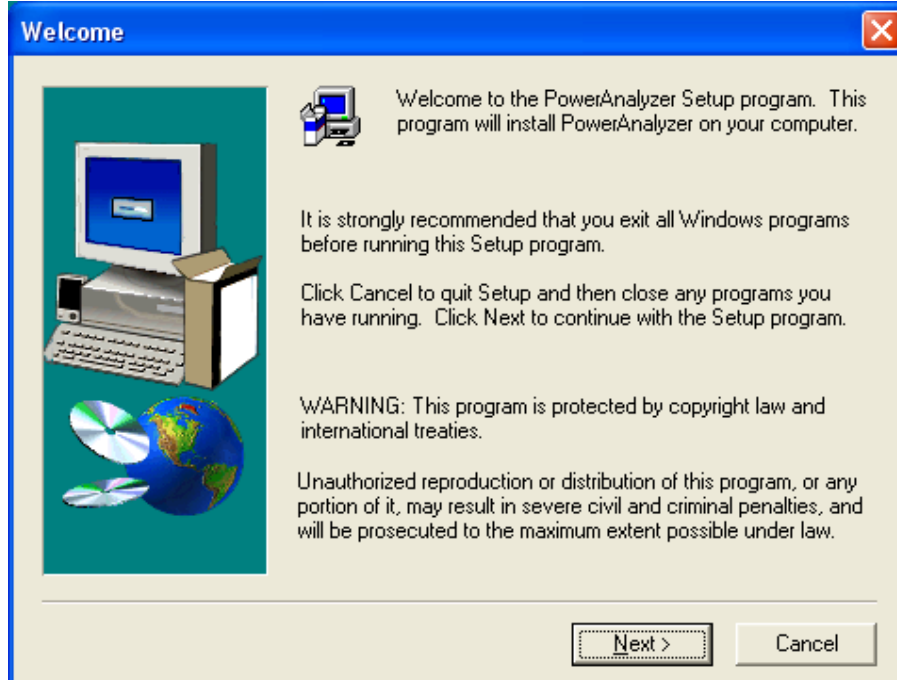 Welcome
Welcome to the PowerAnalyzer Setup program.  This
program will install PowerAnalyzer on your computer.
It is strongly recommended that you exit all Windows programs
before running this Setup program.
Click Cancel to quit Setup and then close any programs you
have running.  Click Next to continue with the Setup program.
WARNING: This program is protected by copyright law and
international treaties.
Unauthorized reproduction or distribution of this program, or any
portion of it, may result in severe civil and criminal penalties, and
will be prosecuted to the maximum extent possible under law.
Next >
Cancel